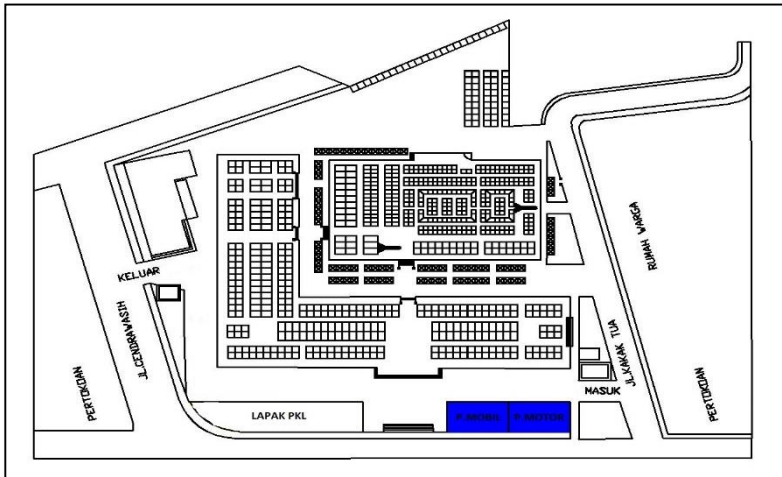 KELUAR
JL.CENDRAWASIH
PERTOKOAN
LAPAK PKL
P.MOBIL
P.MOTOR
MASUK
JL.KAKAK TUA
RUMAH WARGA
PERTOKOAN